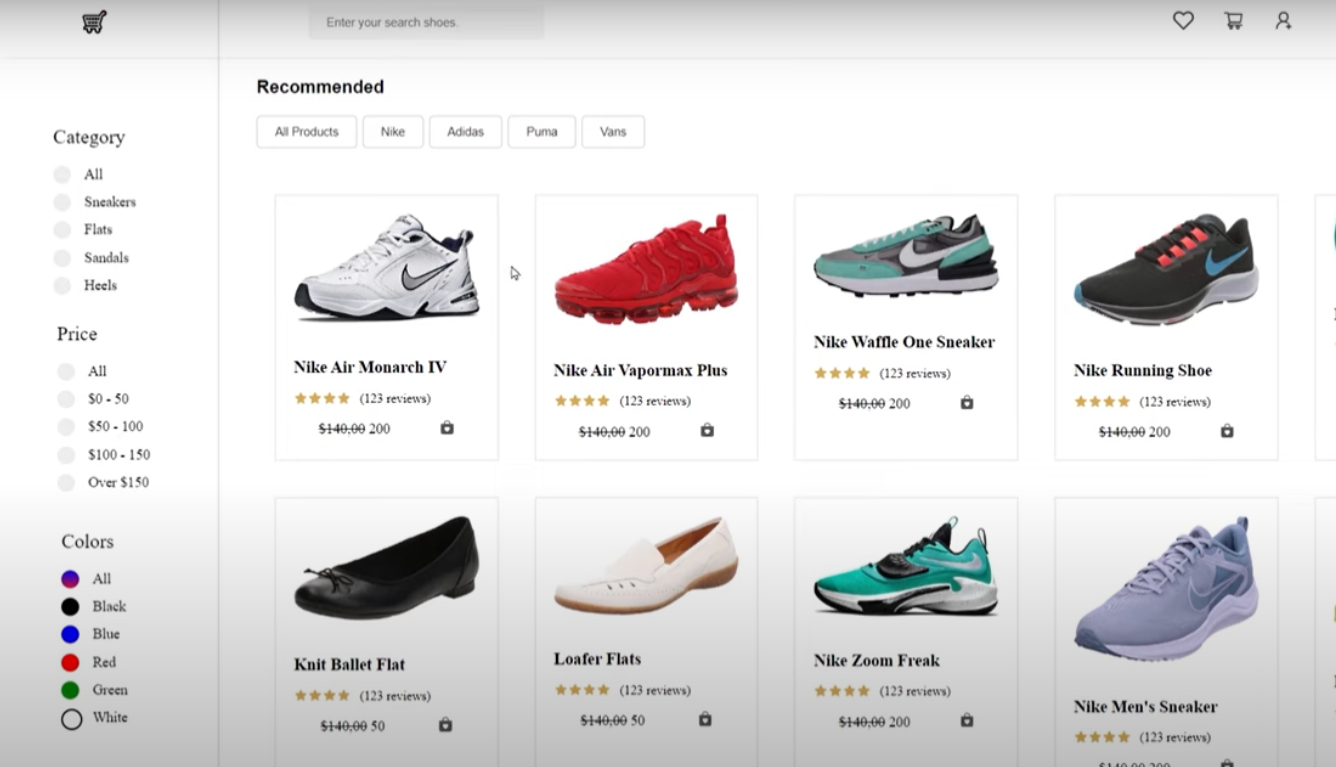 Enter your search shoes.
Recommended
All Products
Nike
Adidas
Puma
Vans
Category
All
Sneakers
Flats
Sandals
Heels
Price
All
$0 - 50
$50 - 100
$100 - 150
Over $150
Colors
All
Black
Blue
Red
Green
White
Nike Air Monarch IV
(123 reviews)
$140,00 200
Nike Air Vapormax Plus
(123 reviews)
$140,00 200
Nike Waffle One Sneaker
(123 reviews)
$140,00 200
Nike Running Shoe
(123 reviews)
$140,00 200
Knit Ballet Flat
(123 reviews)
$140,00 50
Loafer Flats
(123 reviews)
$140,00 50
Nike Zoom Freak
(123 reviews)
$140,00 200
Nike Men's Sneaker
(123 reviews)
$140,00 200